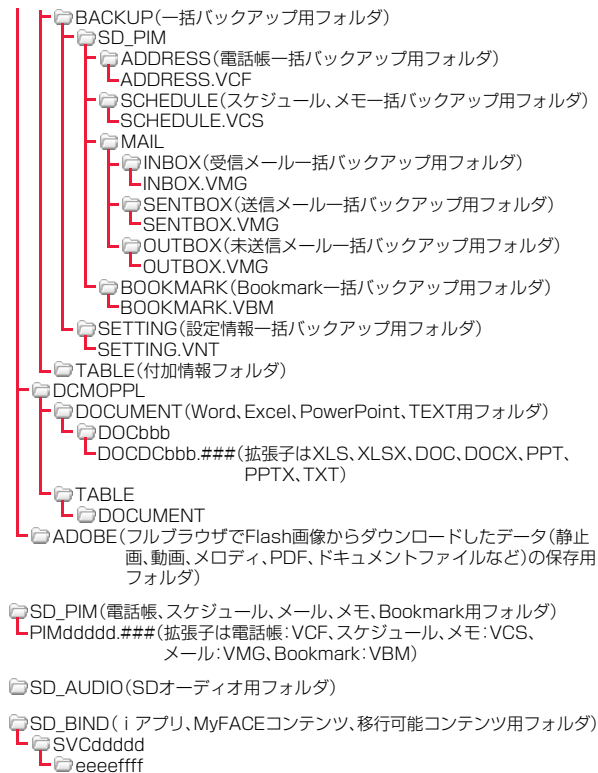 BACKUP（一括バックアップ用フォルダ）
SD_PIM
ADDRESS（電話帳一括バックアップ用フォルダ）
ADDRESS.VCF
SCHEDULE（スケジュール、メモ一括バックアップ用フォルダ）
SCHEDULE.VCS
MAIL
INBOX（受信メール一括バックアップ用フォルダ）
INBOX.VMG
SENTBOX（送信メール一括バックアップ用フォルダ）
SENTBOX.VMG
OUTBOX（未送信メール一括バックアップ用フォルダ）
OUTBOX.VMG
BOOKMARK（Bookmark一括バックアップ用フォルダ）
BOOKMARK.VBM
SETTING（設定情報一括バックアップ用フォルダ）
SETTING.VNT
TABLE（付加情報フォルダ）
DCMOPPL
DOCUMENT（Word、Excel、PowerPoint、TEXT用フォルダ）
DOCbbb
DOCDCbbb.###（拡張子はXLS、XLSX、DOC、DOCX、PPT、
PPTX、TXT）
TABLE
DOCUMENT
ADOBE（フルブラウザでFlash画像からダウンロードしたデータ（静止
画、動画、メロディ、PDF、ドキュメントファイルなど）の保存用
フォルダ）
SD_PIM（電話帳、スケジュール、メール、メモ、Bookmark用フォルダ）
PIMddddd.###（拡張子は電話帳：VCF、スケジュール、メモ：VCS、
メール：VMG、Bookmark：VBM）
SD_AUDIO（SDオーディオ用フォルダ）
SD_BIND（ｉアプリ、MyFACEコンテンツ、移行可能コンテンツ用フォルダ）
SVCddddd
eeeeffff